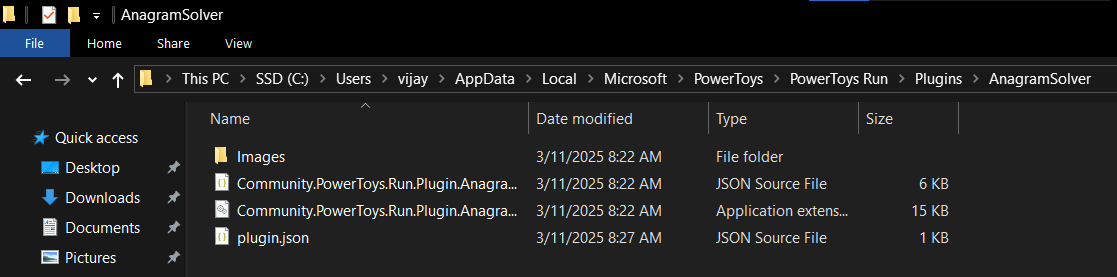 AnagramSolver
File Home Share View
This PC > SSD (C:) > Users > vijay > AppData > Local > Microsoft > PowerToys > PowerToys Run > Plugins > AnagramSolver
Name Date modified Type Size
Quick access
Desktop
Downloads
Documents
Pictures
Images 3/11/2025 8:22 AM File folder
Community.PowerToys.Run.Plugin.Anagra... 3/11/2025 8:22 AM JSON Source File 6 KB
Community.PowerToys.Run.Plugin.Anagra... 3/11/2025 8:22 AM Application extens... 15 KB
plugin.json 3/11/2025 8:27 AM JSON Source File 1 KB